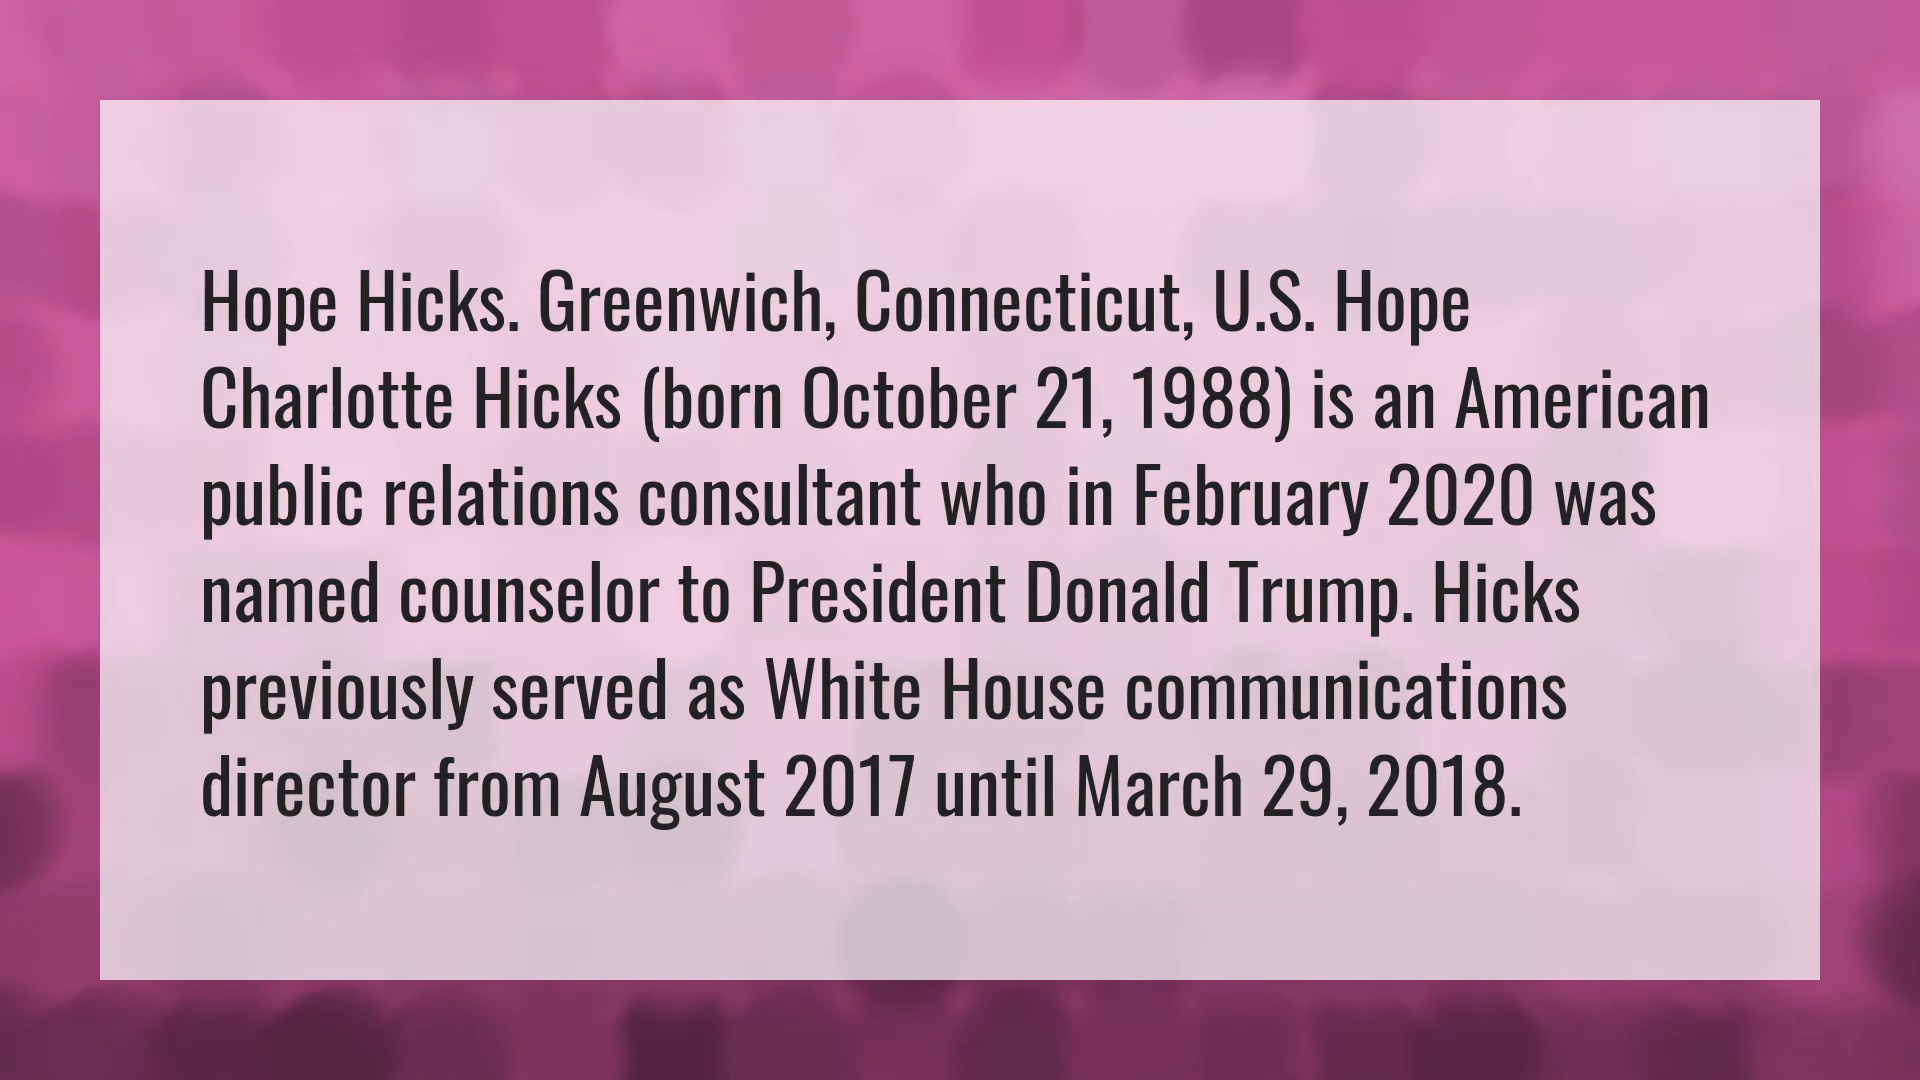 Hope Hicks. Greenwich, Connecticut, U.S. Hope
Charlotte Hicks (born October 21, 1988) is an American
public relations consultant who in February 2020 was
named counselor to President Donald Trump. Hicks
previously served as White House communications
director from August 2017 until March 29, 2018.